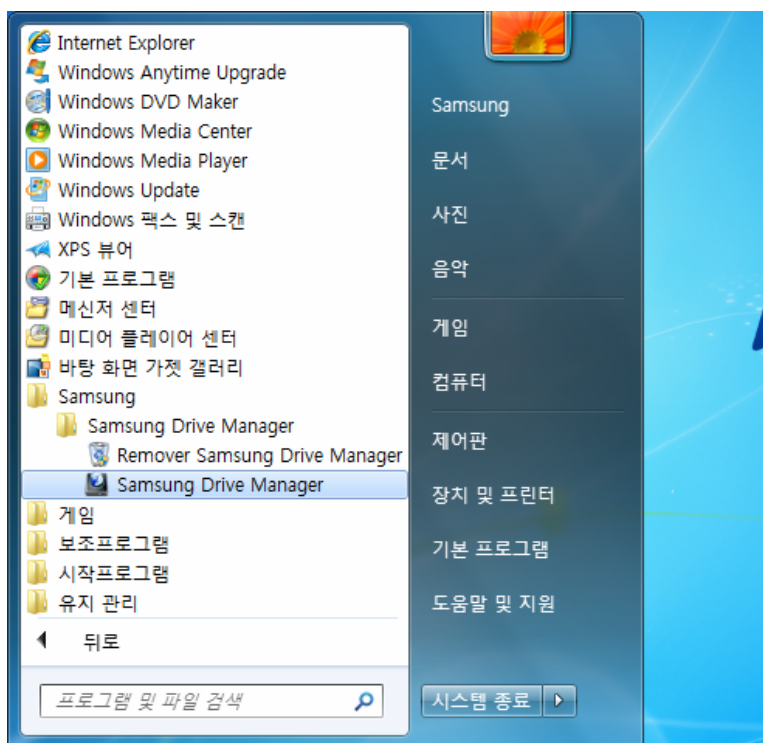 Internet Explorer
Windows Anytime Upgrade
Windows DVD Maker
Windows Media Center
Windows Media Player
Windows Update
Windows 팩스 및 스캔
XPS 뷰어
기본 프로그램
메신저 센터
미디어 플레이어 센터
바탕 화면 가젯 갤러리
Samsung
Samsung Drive Manager
Remover Samsung Drive Manager
Samsung Drive Manager
게임
보조프로그램
시작프로그램
유지 관리
뒤로
프로그램 및 파일 검색
Samsung
문서
사진
음악
게임
컴퓨터
제어판
장치 및 프린터
기본 프로그램
도움말 및 지원
시스템 종료